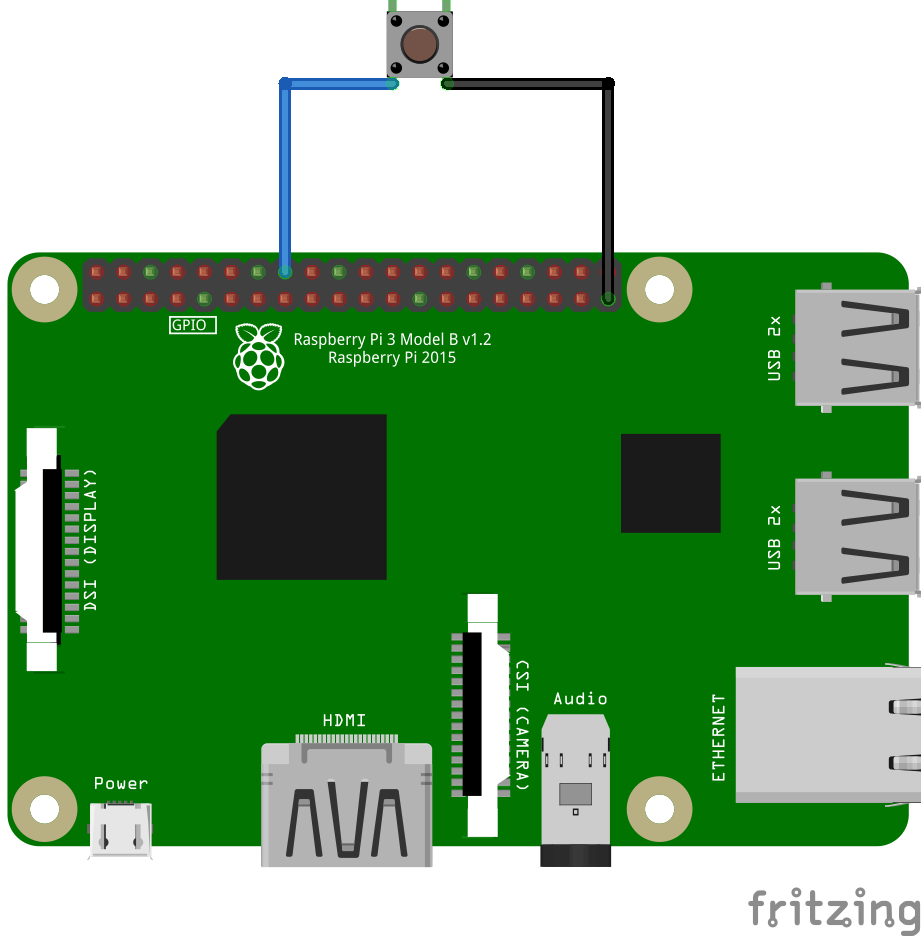 GPIO
Raspberry Pi 3 Model B v1.2
Raspberry Pi 2015
USB 2x
DSI (DISPLAY)
USB 2x
CSI (CAMERA)
Audio
ETHERNET
HDMI
Power
fritzing